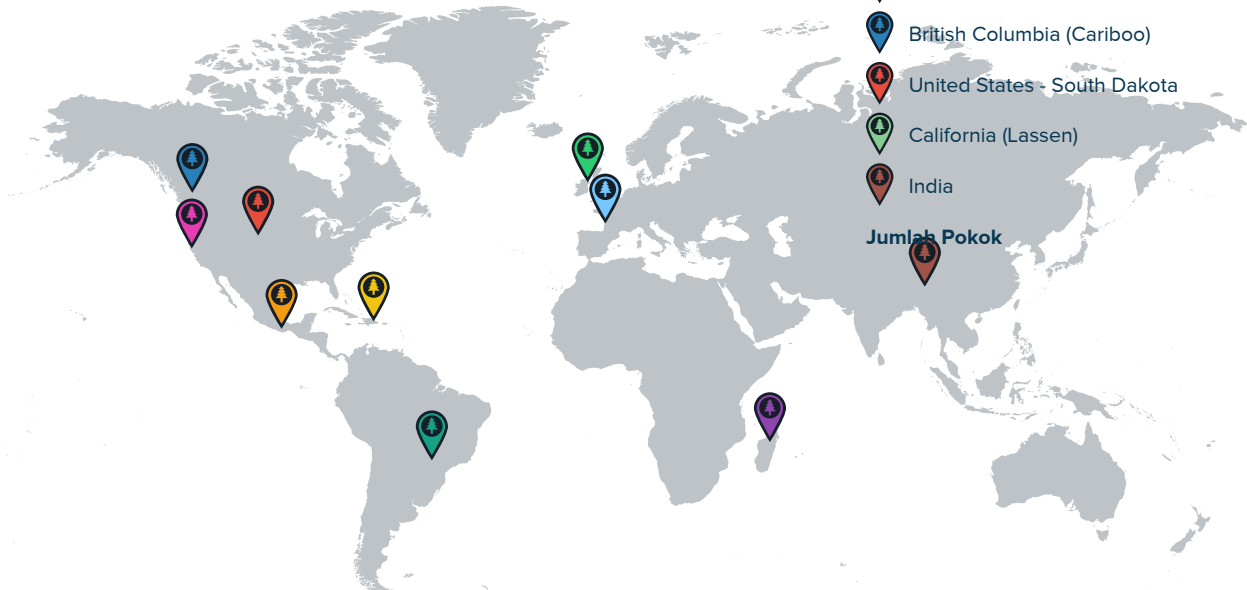 British Columbia (Cariboo)
United States - South Dakota
California (Lassen)
India
Jumlah Pokok